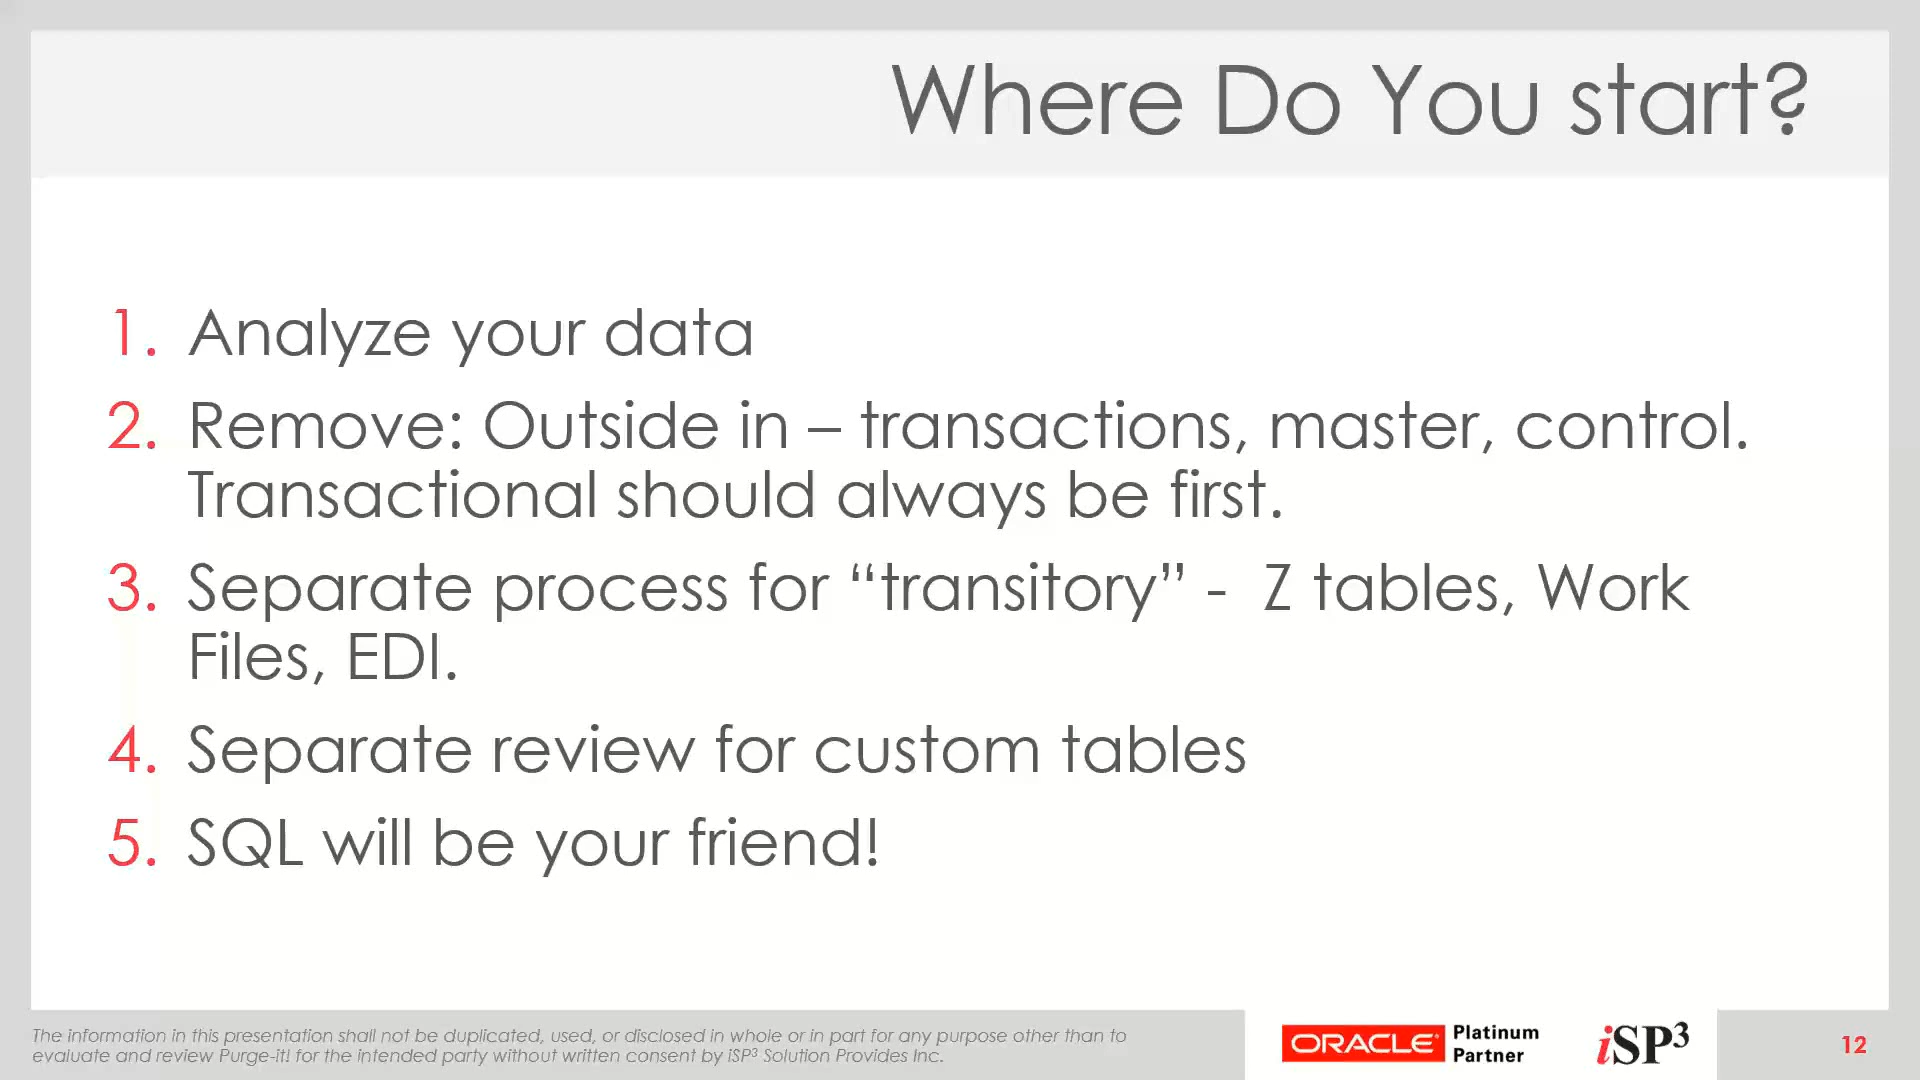 Where Do You start?
1. Analyze your data
2. Remove: Outside in – transactions, master, control.
Transactional should always be first.
3. Separate process for “transitory” -  Z tables, Work
Files, EDI.
4. Separate review for custom tables
5. SQL will be your friend!
The information in this presentation shall not be duplicated, used, or disclosed in whole or in part for any purpose other than to
evaluate and review Purge-it! for the intended party without written consent by iSP³ Solution Provides Inc.
ORACLE Platinum
Partner
iSP³
12